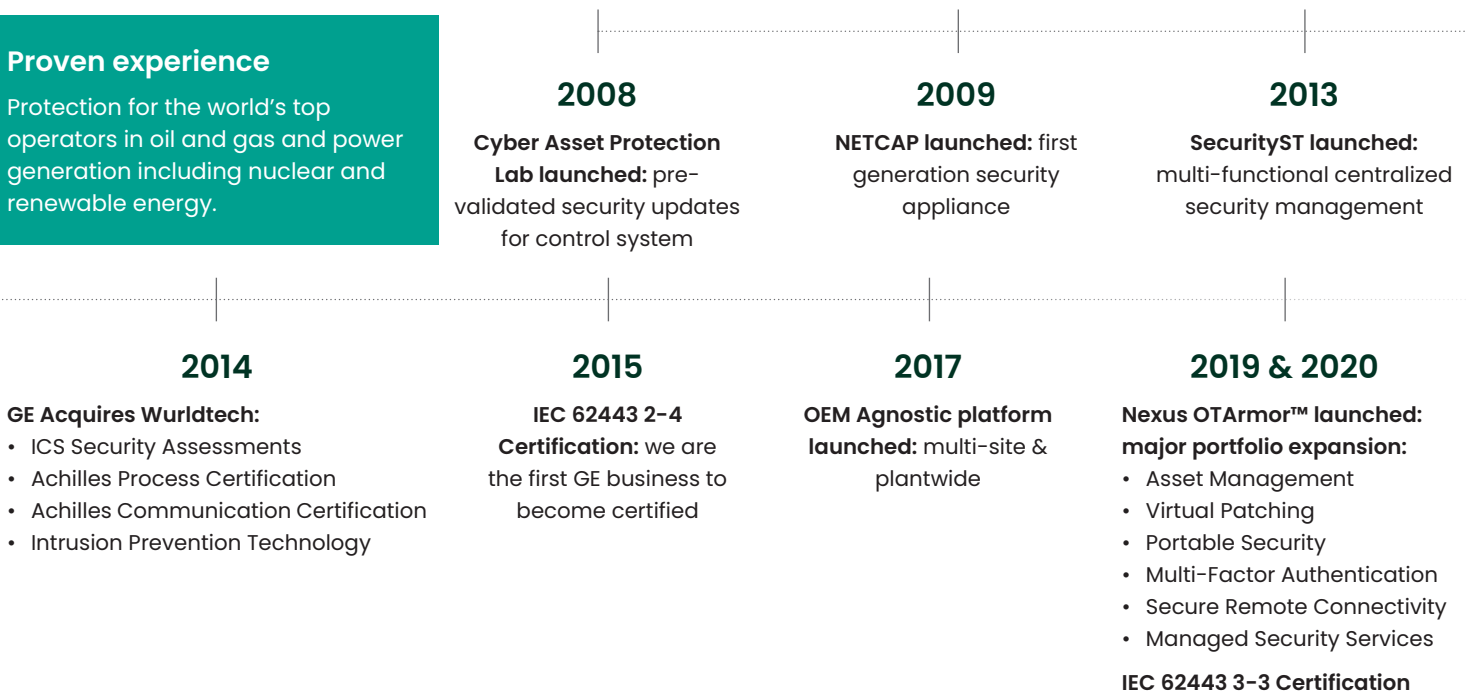 Proven experience
Protection for the world's top
operators in oil and gas and power
generation including nuclear and
renewable energy.
2008
Cyber Asset Protection
Lab launched: pre-
validated security updates
for control system
2009
NETCAP launched: first
generation security
appliance
2013
SecurityST launched:
multi-functional centralized
security management
2014
GE Acquires Wurldtech:
• ICS Security Assessments
• Achilles Process Certification
• Achilles Communication Certification
• Intrusion Prevention Technology
2015
IEC 62443 2-4
Certification: we are
the first GE business to
become certified
2017
OEM Agnostic platform
launched: multi-site &
plantwide
2019 & 2020
Nexus OTArmor™ launched:
major portfolio expansion:
• Asset Management
• Virtual Patching
• Portable Security
• Multi-Factor Authentication
• Secure Remote Connectivity
• Managed Security Services
IEC 62443 3-3 Certification